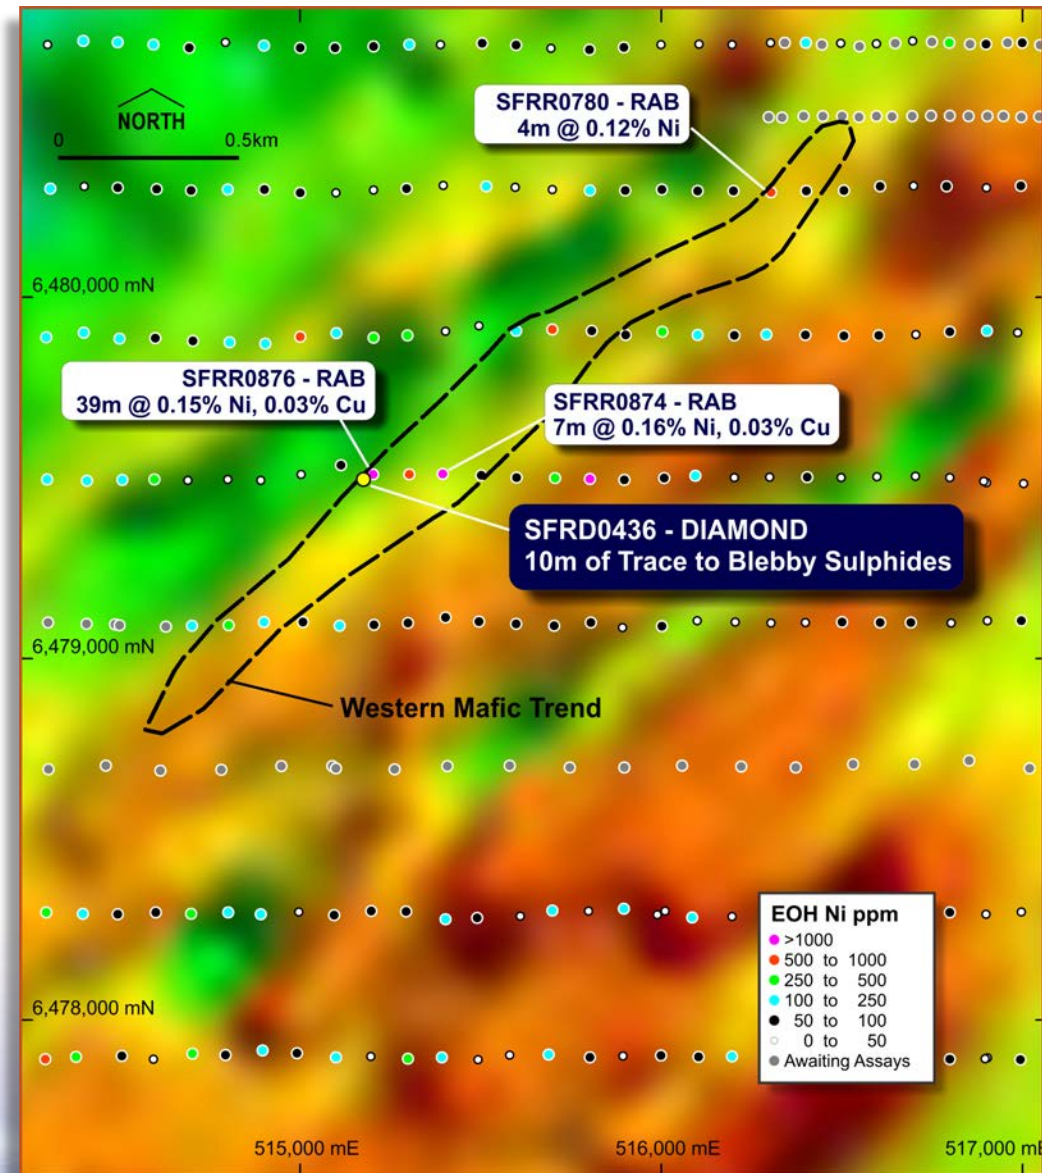 SFRR0780 - RAB
4m @ 0.12% Ni
NORTH
0 0.5km
6,480,000 mN
SFRR0876 - RAB
39m @ 0.15% Ni, 0.03% Cu
SFRR0874 - RAB
7m @ 0.16% Ni, 0.03% Cu
SFRD0436 - DIAMOND
10m of Trace to Blebby Sulphides
6,479,000 mN
Western Mafic Trend
EOH Ni ppm
>1000
500 to 1000
250 to 500
100 to 250
50 to 100
0 to 50
Awaiting Assays
6,478,000 mN
515,000 mE 516,000 mE 517,000 mE